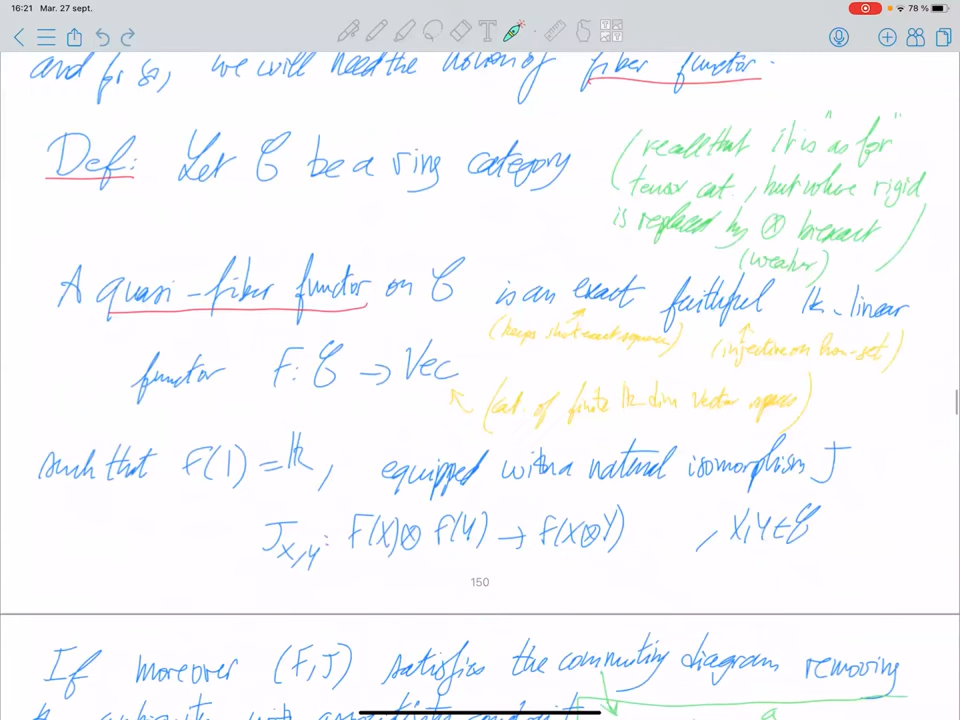 16:21 Mar. 27 sept.
78 %
and for so, we will need the notion of fiber functor.
Def: Let C be a ring category
(recall that it is "as for"
tensor cat., but where rigid
is replaced by ⊗ biexact
(weaker))
A quasi-fiber functor on C is an exact faithful lk-linear
(keeps short exact sequences) (injective on hom-set)
functor F: C → Vec
(cat. of finite lk dim vector spaces)
such that F(1) = lk, equipped with a natural isomorphism J
J_{X,Y}: F(X) ⊗ F(Y) → F(X⊗Y) , X,Y ∈ C
150
If moreover (F,J) satisfies the commuting diagram removing